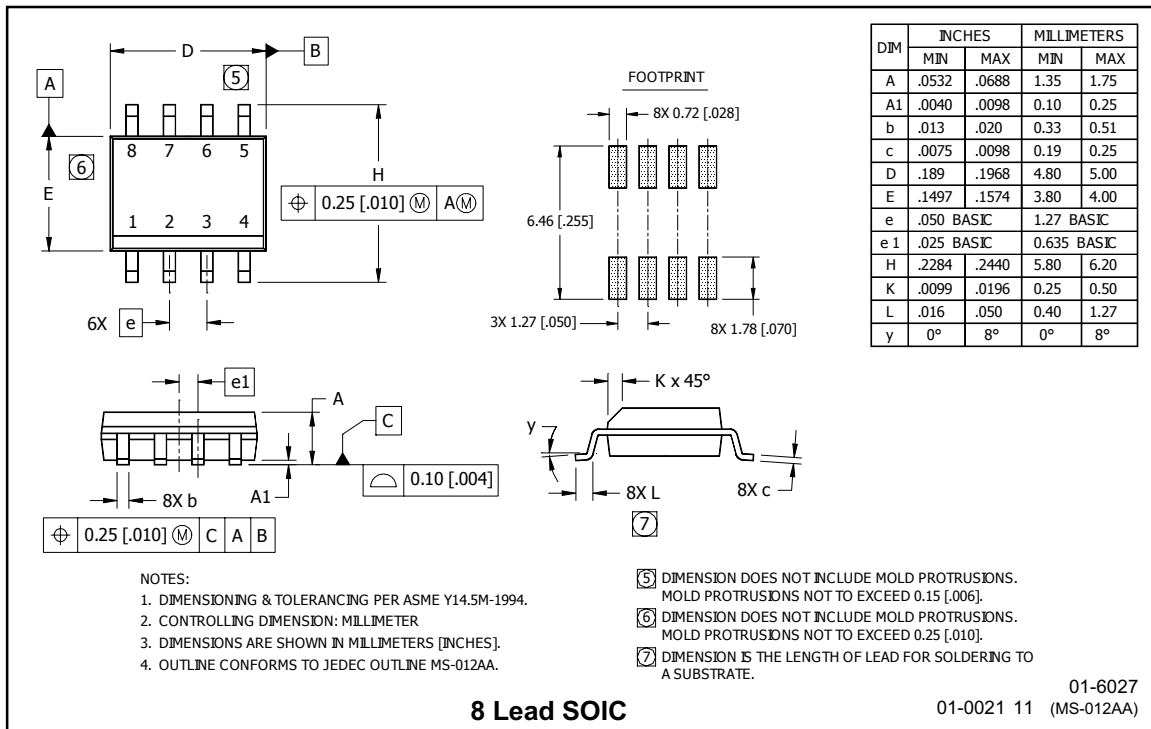 D
B
5
A
8 7 6 5
6
E
H
⌖ 0.25 [.010] Ⓜ AⓂ
1 2 3 4
6X e
FOOTPRINT
8X 0.72 [.028]
6.46 [.255]
3X 1.27 [.050]
8X 1.78 [.070]
DIM INCHES MILLIMETERS
MIN MAX MIN MAX
A .0532 .0688 1.35 1.75
A1 .0040 .0098 0.10 0.25
b .013 .020 0.33 0.51
c .0075 .0098 0.19 0.25
D .189 .1968 4.80 5.00
E .1497 .1574 3.80 4.00
e .050 BASIC 1.27 BASIC
e 1 .025 BASIC 0.635 BASIC
H .2284 .2440 5.80 6.20
K .0099 .0196 0.25 0.50
L .016 .050 0.40 1.27
y 0° 8° 0° 8°
e1
A
C
0.10 [.004]
A1
8X b
⌖ 0.25 [.010] Ⓜ C A B
K x 45°
y
8X L
7
8X c
NOTES:
1. DIMENSIONING & TOLERANCING PER ASME Y14.5M-1994.
2. CONTROLLING DIMENSION: MILLIMETER
3. DIMENSIONS ARE SHOWN IN MILLIMETERS [INCHES].
4. OUTLINE CONFORMS TO JEDEC OUTLINE MS-012AA.
5 DIMENSION DOES NOT INCLUDE MOLD PROTRUSIONS.
MOLD PROTRUSIONS NOT TO EXCEED 0.15 [.006].
6 DIMENSION DOES NOT INCLUDE MOLD PROTRUSIONS.
MOLD PROTRUSIONS NOT TO EXCEED 0.25 [.010].
7 DIMENSION IS THE LENGTH OF LEAD FOR SOLDERING TO
A SUBSTRATE.
8 Lead SOIC
01-6027
01-0021 11 (MS-012AA)